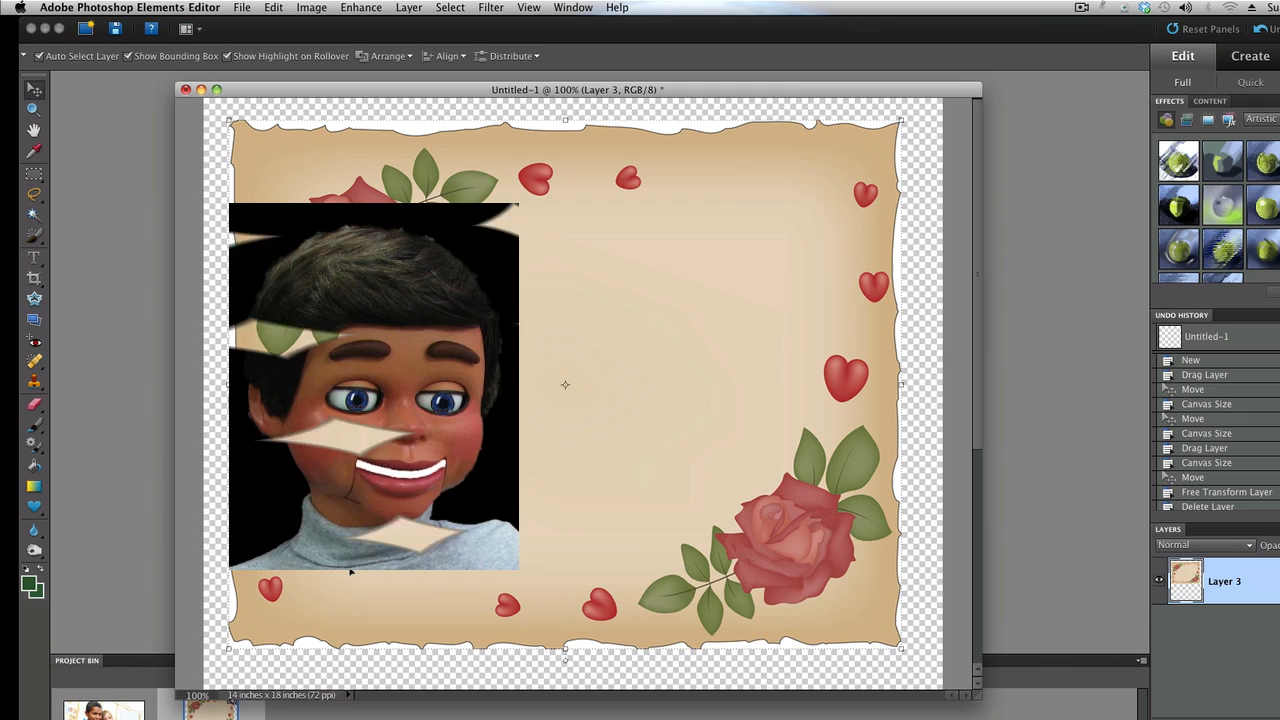 Adobe Photoshop Elements Editor File Edit Image Enhance Layer Select Filter View Window Help
Reset Panels
Auto Select Layer Show Bounding Box Show Highlight on Rollover Arrange Align Distribute
Edit Create
Untitled-1 @ 100% (Layer 3, RGB/8) *
Full Quick
EFFECTS CONTENT
Artistic
UNDO HISTORY
Untitled-1
New
Drag Layer
Move
Canvas Size
Move
Canvas Size
Drag Layer
Canvas Size
Move
Free Transform Layer
Delete Layer
LAYERS
Normal Opac
Layer 3
PROJECT BIN
100% 14 inches x 18 inches (72 ppi)